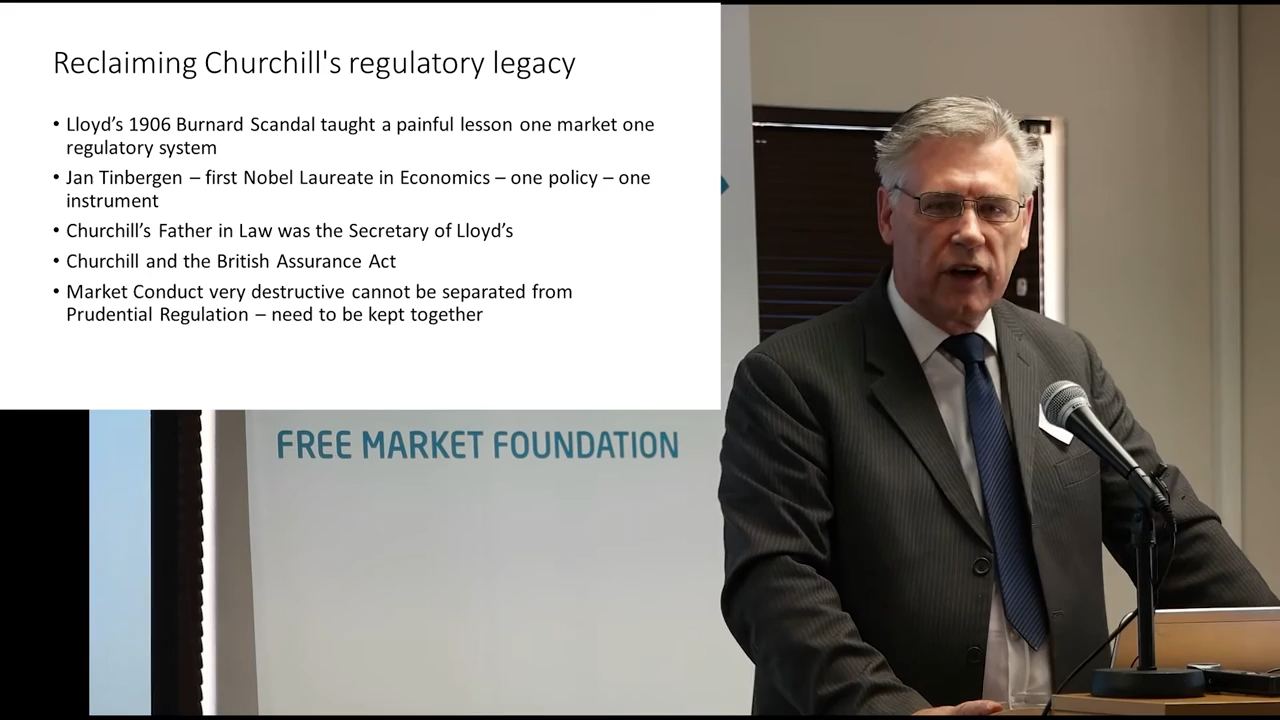 Reclaiming Churchill's regulatory legacy
• Lloyd’s 1906 Burnard Scandal taught a painful lesson one market one
regulatory system
• Jan Tinbergen – first Nobel Laureate in Economics – one policy – one
instrument
• Churchill’s Father in Law was the Secretary of Lloyd’s
• Churchill and the British Assurance Act
• Market Conduct very destructive cannot be separated from
Prudential Regulation – need to be kept together
FREE MARKET FOUNDATION